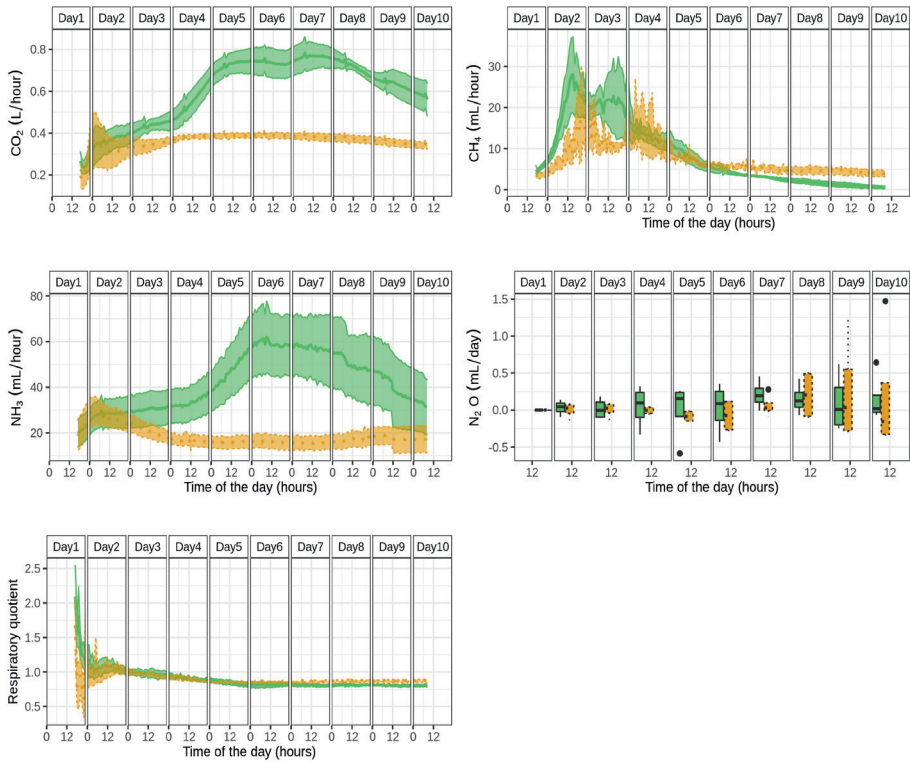 Day1 Day2 Day3 Day4 Day5 Day6 Day7 Day8 Day9 Day10
CO₂ (L/hour)
0.8
0.6
0.4
0.2
0 12 0 12 0 12 0 12 0 12 0 12 0 12 0 12 0 12 0 12
Day1 Day2 Day3 Day4 Day5 Day6 Day7 Day8 Day9 Day10
CH₄ (mL/hour)
30
20
10
0
0 12 0 12 0 12 0 12 0 12 0 12 0 12 0 12 0 12 0 12
Time of the day (hours)
Day1 Day2 Day3 Day4 Day5 Day6 Day7 Day8 Day9 Day10
NH₃ (mL/hour)
80
60
40
20
0 12 0 12 0 12 0 12 0 12 0 12 0 12 0 12 0 12 0 12
Time of the day (hours)
Day1 Day2 Day3 Day4 Day5 Day6 Day7 Day8 Day9 Day10
N₂ O (mL/day)
1.5
1.0
0.5
0.0
-0.5
12 12 12 12 12 12 12 12 12 12
Time of the day (hours)
Day1 Day2 Day3 Day4 Day5 Day6 Day7 Day8 Day9 Day10
Respiratory quotient
2.5
2.0
1.5
1.0
0.5
0 12 0 12 0 12 0 12 0 12 0 12 0 12 0 12 0 12 0 12
Time of the day (hours)